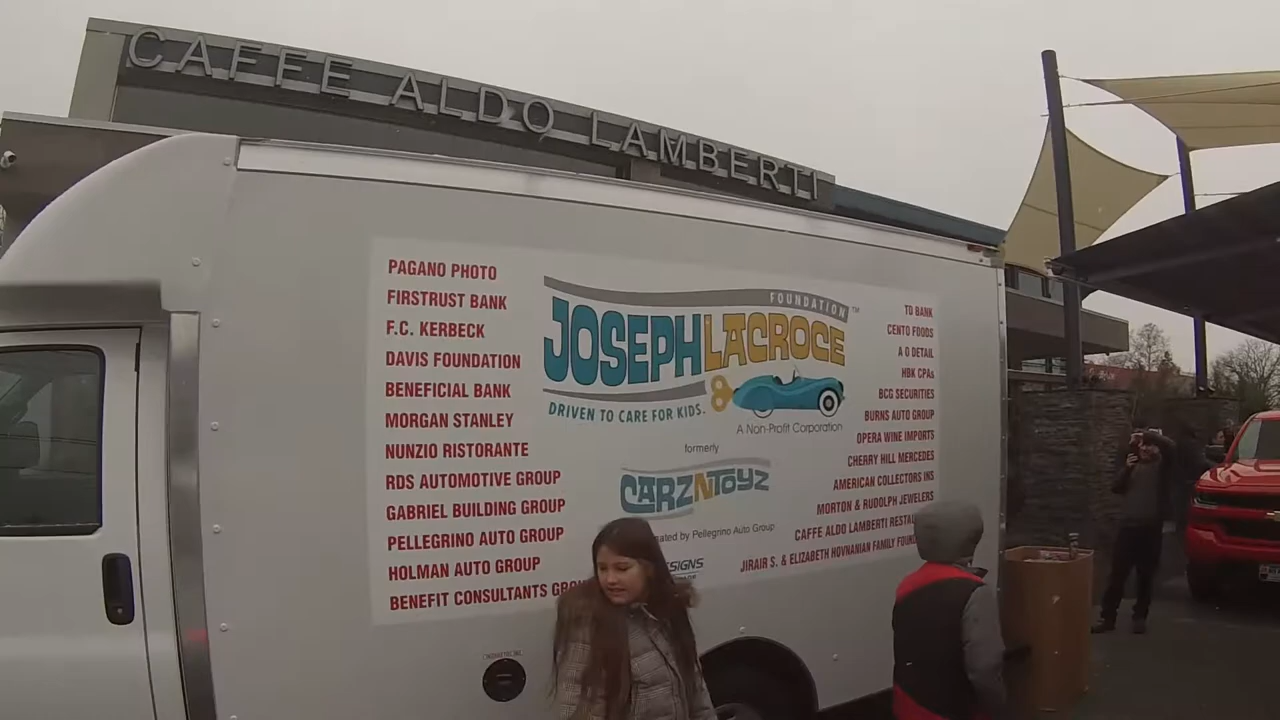 CAFFE ALDO LAMBERTI
PAGANO PHOTO
FIRSTRUST BANK
F.C. KERBECK
DAVIS FOUNDATION
BENEFICIAL BANK
MORGAN STANLEY
NUNZIO RISTORANTE
RDS AUTOMOTIVE GROUP
GABRIEL BUILDING GROUP
PELLEGRINO AUTO GROUP
HOLMAN AUTO GROUP
BENEFIT CONSULTANTS
FOUNDATION TM
JOSEPH LACROCE
DRIVEN TO CARE FOR KIDS.
A Non-Profit Corporation
formerly
CARZNTOYZ
by Pellegrino Auto Group
TD BANK
CENTO FOODS
A G DETAIL
HBK CPAs
BCG SECURITIES
BURNS AUTO GROUP
OPERA WINE IMPORTS
CHERRY HILL MERCEDES
AMERICAN COLLECTORS INS
MORTON & RUDOLPH JEWELERS
CAFFE ALDO LAMBERTI
JIRAIR S. & ELIZABETH HOVNANIAN FAMILY